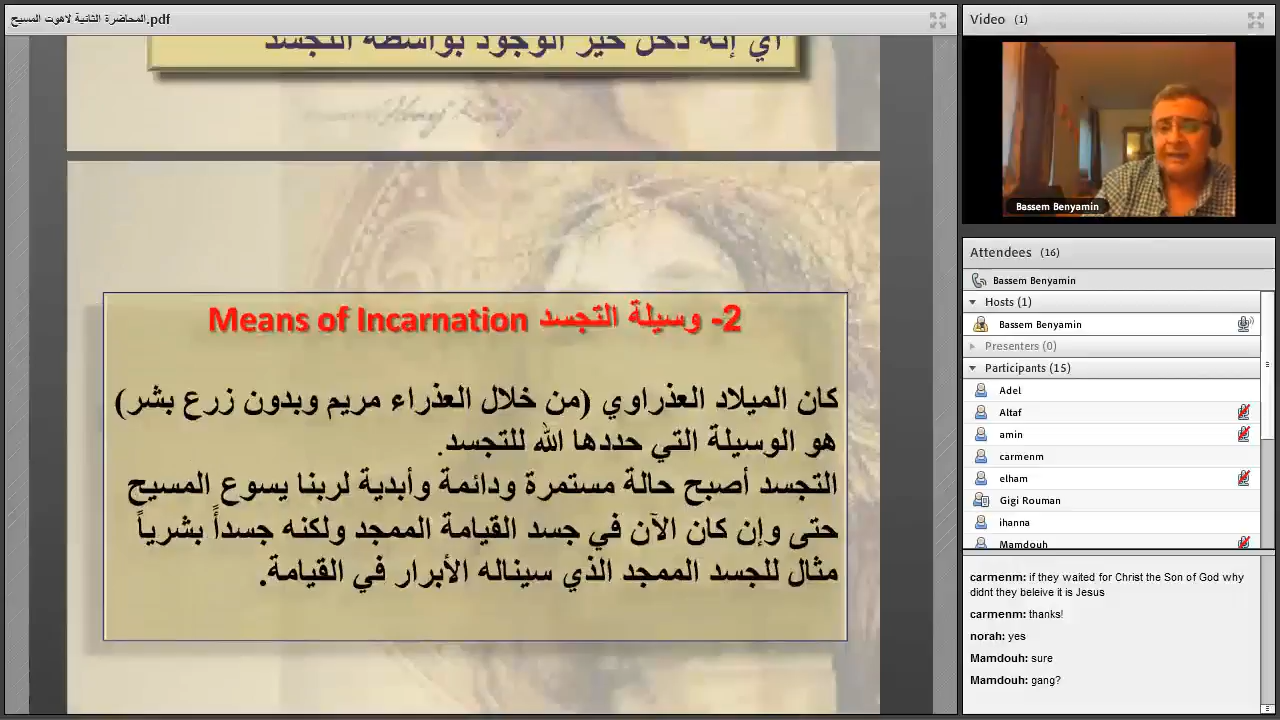 المحاضرة الثانية لاهوت المسيح.pdf
أي إنه دخل حيز الوجود بواسطة التجسد
2- وسيلة التجسد Means of Incarnation
كان الميلاد العذراوي (من خلال العذراء مريم وبدون زرع بشر)
هو الوسيلة التي حددها الله للتجسد.
التجسد أصبح حالة مستمرة ودائمة وأبدية لربنا يسوع المسيح
حتى وإن كان الآن في جسد القيامة الممجد ولكنه جسداً بشرياً
مثال للجسد الممجد الذي سيناله الأبرار في القيامة.
Video (1)
Bassem Benyamin
Attendees (16)
Bassem Benyamin
Hosts (1)
Bassem Benyamin
Presenters (0)
Participants (15)
Adel
Altaf
amin
carmenm
elham
Gigi Rouman
ihanna
Mamdouh
carmenm: if they waited for Christ the Son of God why
didnt they beleive it is Jesus
carmenm: thanks!
norah: yes
Mamdouh: sure
Mamdouh: gang?